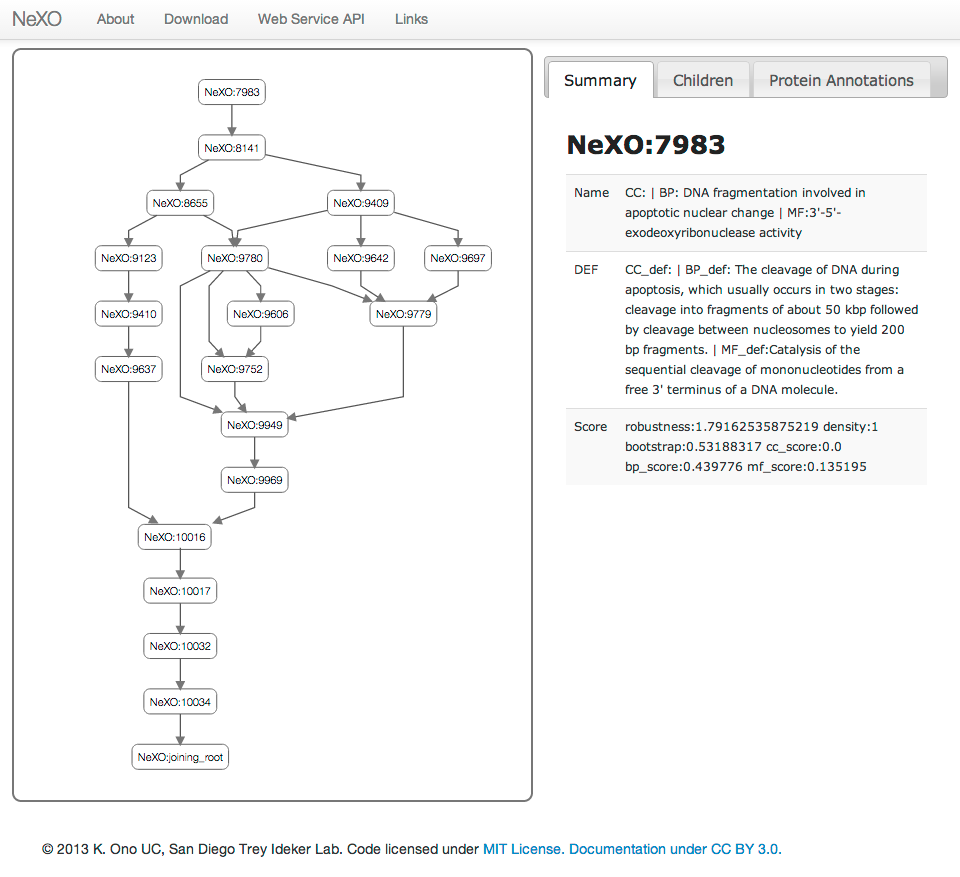 NeXO About Download Web Service API Links
NeXO:7983
NeXO:8141
NeXO:8655 NeXO:9409
NeXO:9123 NeXO:9780 NeXO:9642 NeXO:9697
NeXO:9410 NeXO:9606 NeXO:9779
NeXO:9637 NeXO:9752
NeXO:9949
NeXO:9969
NeXO:10016
NeXO:10017
NeXO:10032
NeXO:10034
NeXO:joining_root
Summary Children Protein Annotations
NeXO:7983
Name CC: | BP: DNA fragmentation involved in
apoptotic nuclear change | MF:3'-5'-
exodeoxyribonuclease activity
DEF CC_def: | BP_def: The cleavage of DNA during
apoptosis, which usually occurs in two stages:
cleavage into fragments of about 50 kbp followed
by cleavage between nucleosomes to yield 200
bp fragments. | MF_def:Catalysis of the
sequential cleavage of mononucleotides from a
free 3' terminus of a DNA molecule.
Score robustness:1.79162535875219 density:1
bootstrap:0.53188317 cc_score:0.0
bp_score:0.439776 mf_score:0.135195
© 2013 K. Ono UC, San Diego Trey Ideker Lab. Code licensed under MIT License. Documentation under CC BY 3.0.